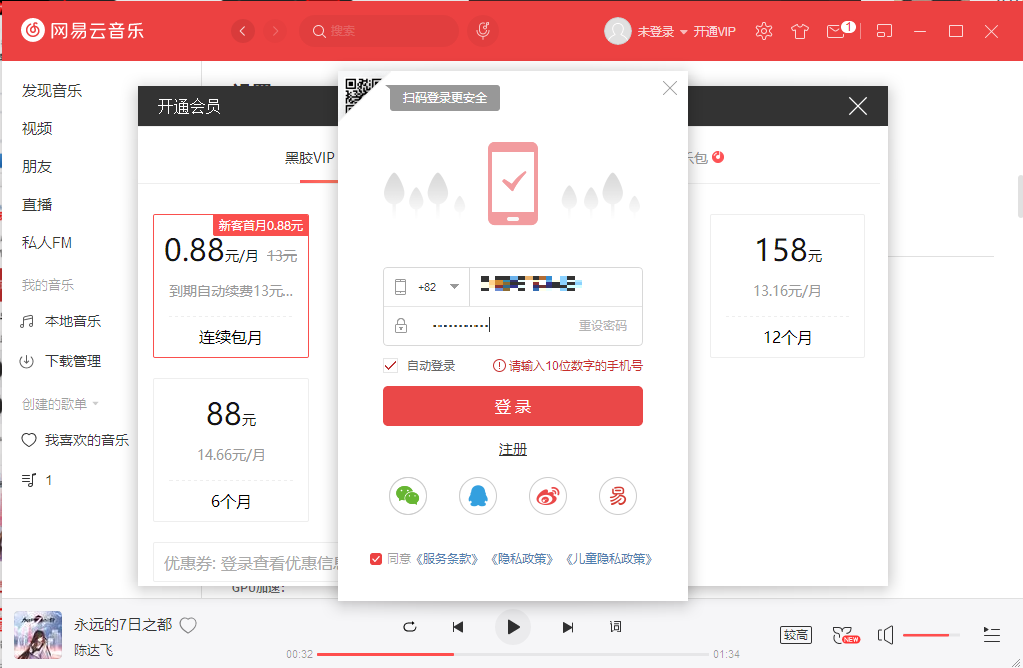 网易云音乐
搜索
未登录
开通VIP
1
发现音乐
视频
朋友
直播
私人FM
我的音乐
本地音乐
下载管理
创建的歌单
我喜欢的音乐
1
开通会员
黑胶VIP
乐包
新客首月0.88元
0.88元/月 13元
到期自动续费13元...
连续包月
158元
13.16元/月
12个月
88元
14.66元/月
6个月
优惠券: 登录查看优惠信息
GPU加速:
扫码登录更安全
+82
重设密码
自动登录
请输入10位数字的手机号
登录
注册
易
同意《服务条款》 《隐私政策》 《儿童隐私政策》
永远的7日之都
陈达飞
词
00:32
01:34
较高
NEW